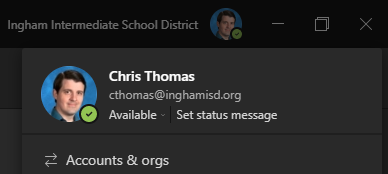 Ingham Intermediate School District
Chris Thomas
cthomas@inghamisd.org
Available Set status message
Accounts & orgs